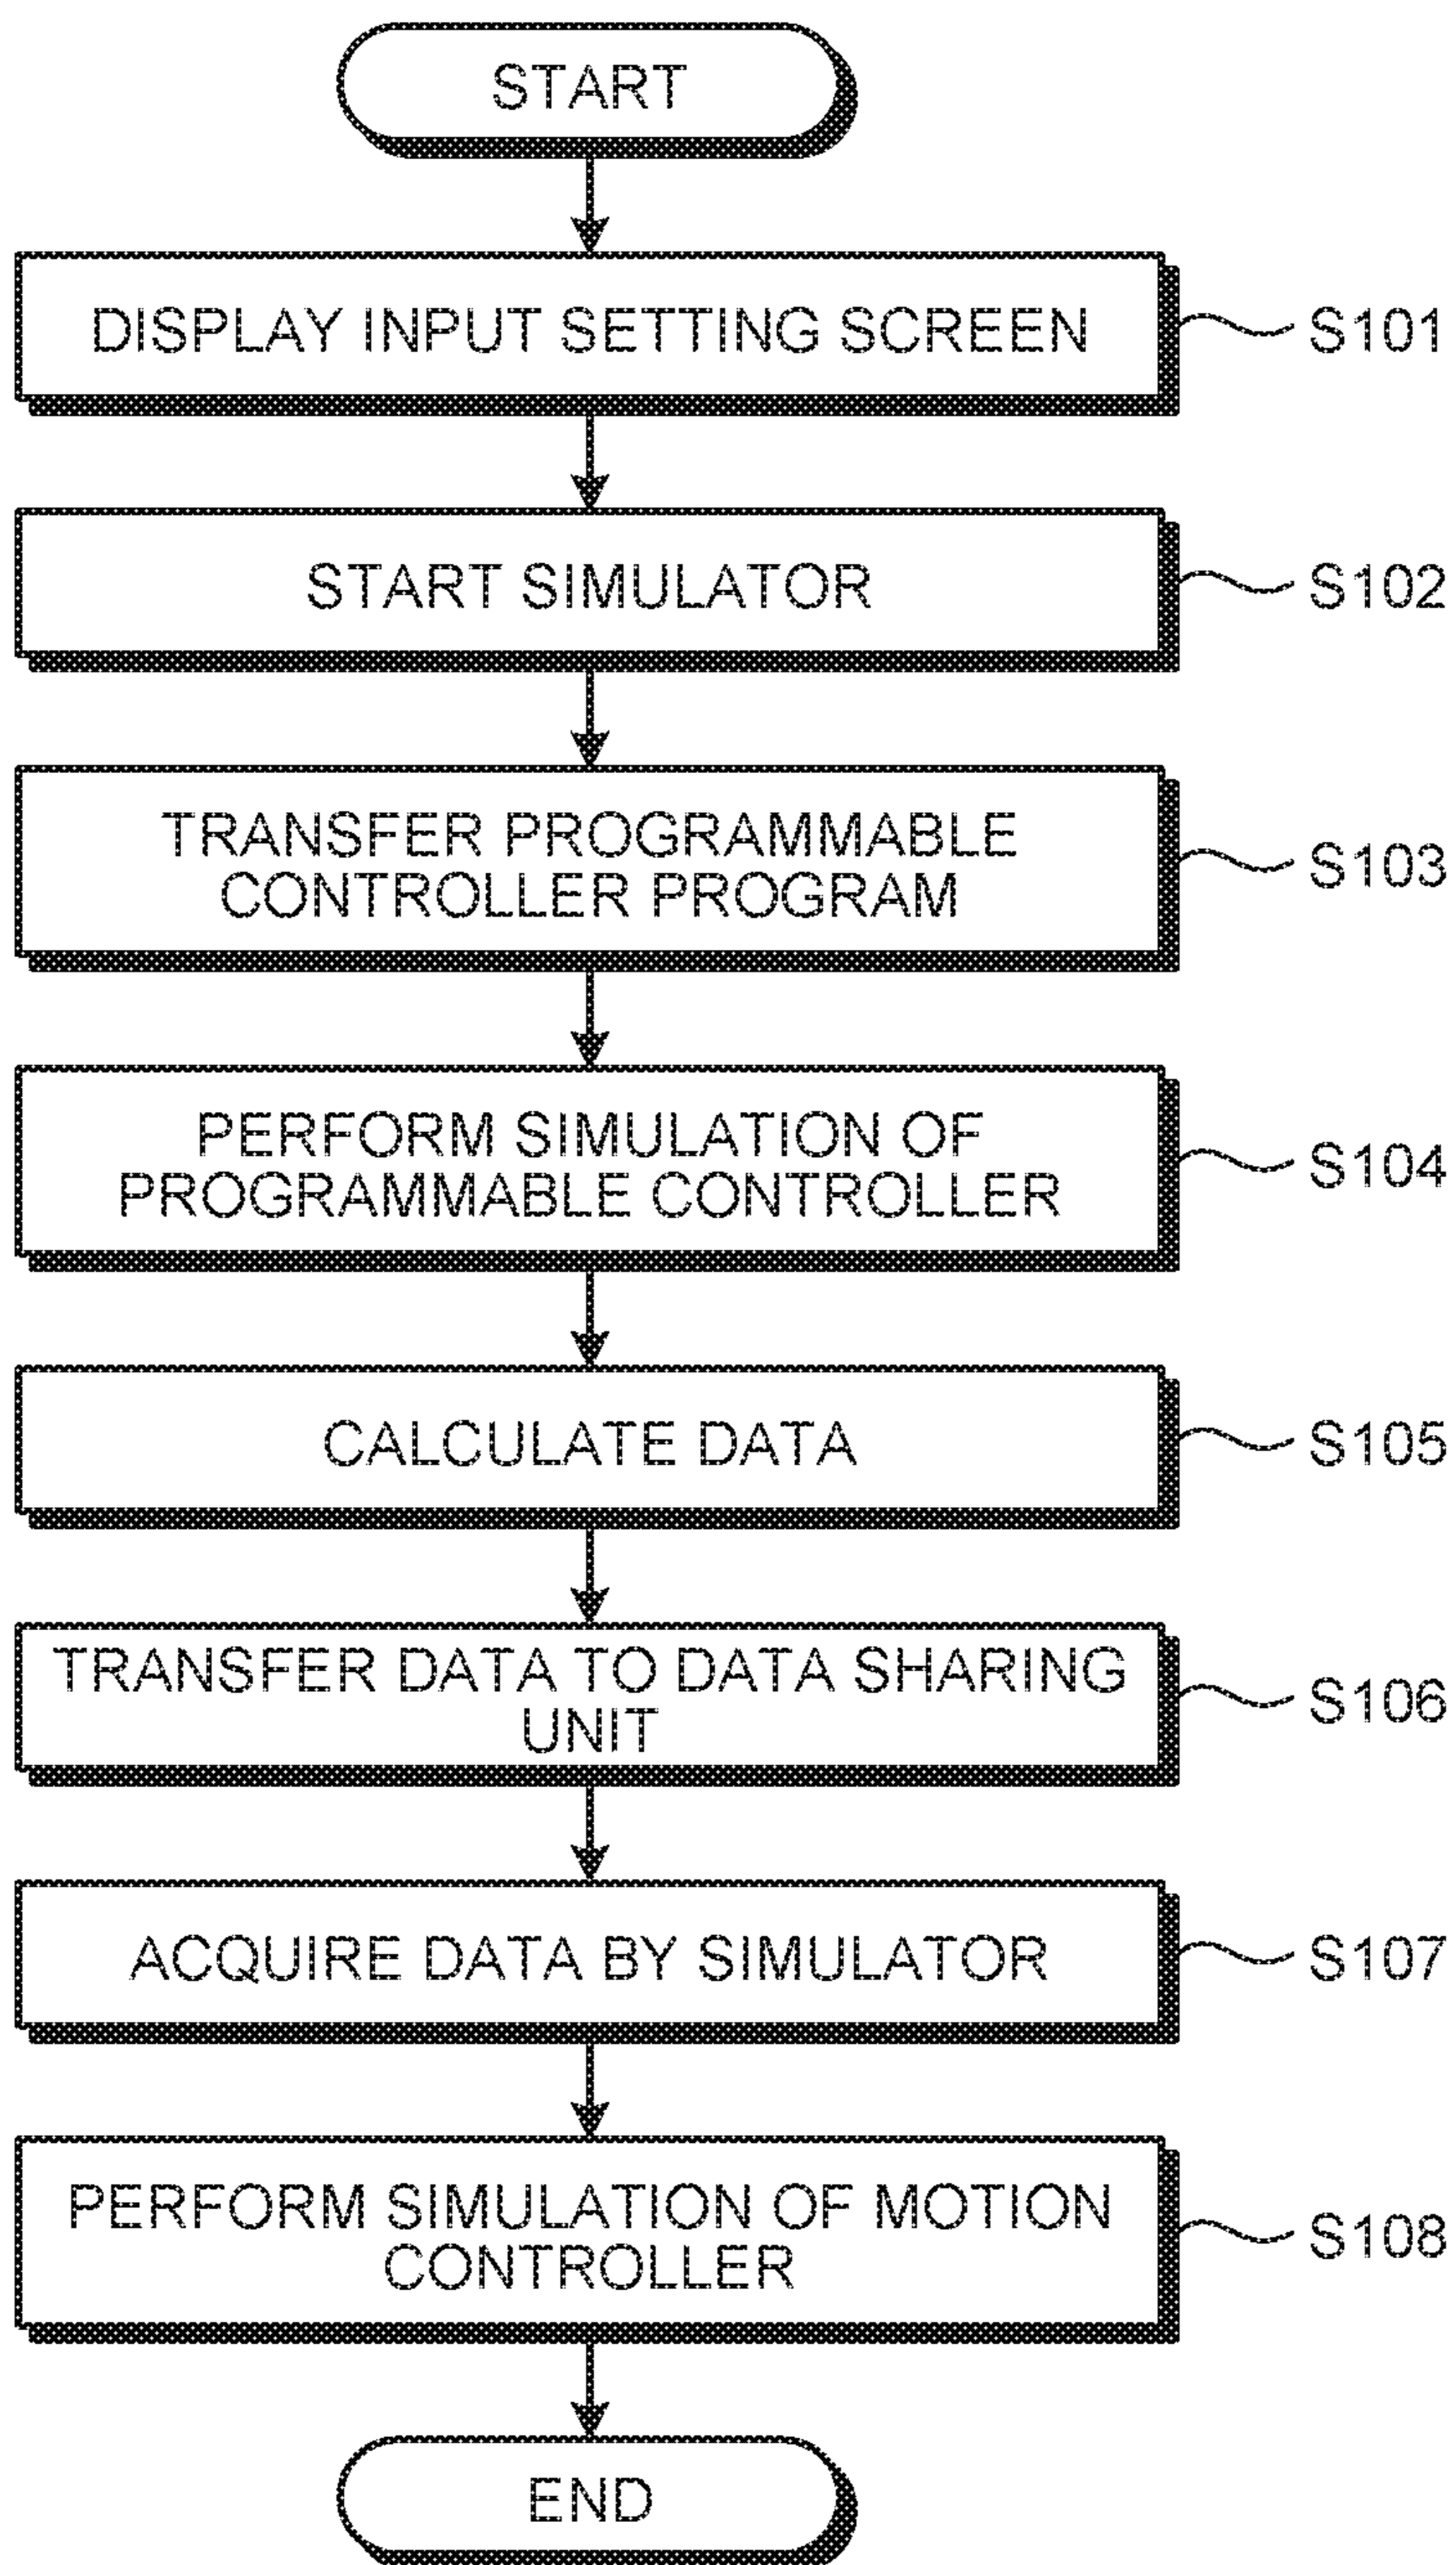 START
DISPLAY INPUT SETTING SCREEN
S101
START SIMULATOR
S102
TRANSFER PROGRAMMABLE
CONTROLLER PROGRAM
S103
PERFORM SIMULATION OF
PROGRAMMABLE CONTROLLER
S104
CALCULATE DATA
S105
TRANSFER DATA TO DATA SHARING
UNIT
S106
ACQUIRE DATA BY SIMULATOR
S107
PERFORM SIMULATION OF MOTION
CONTROLLER
S108
END